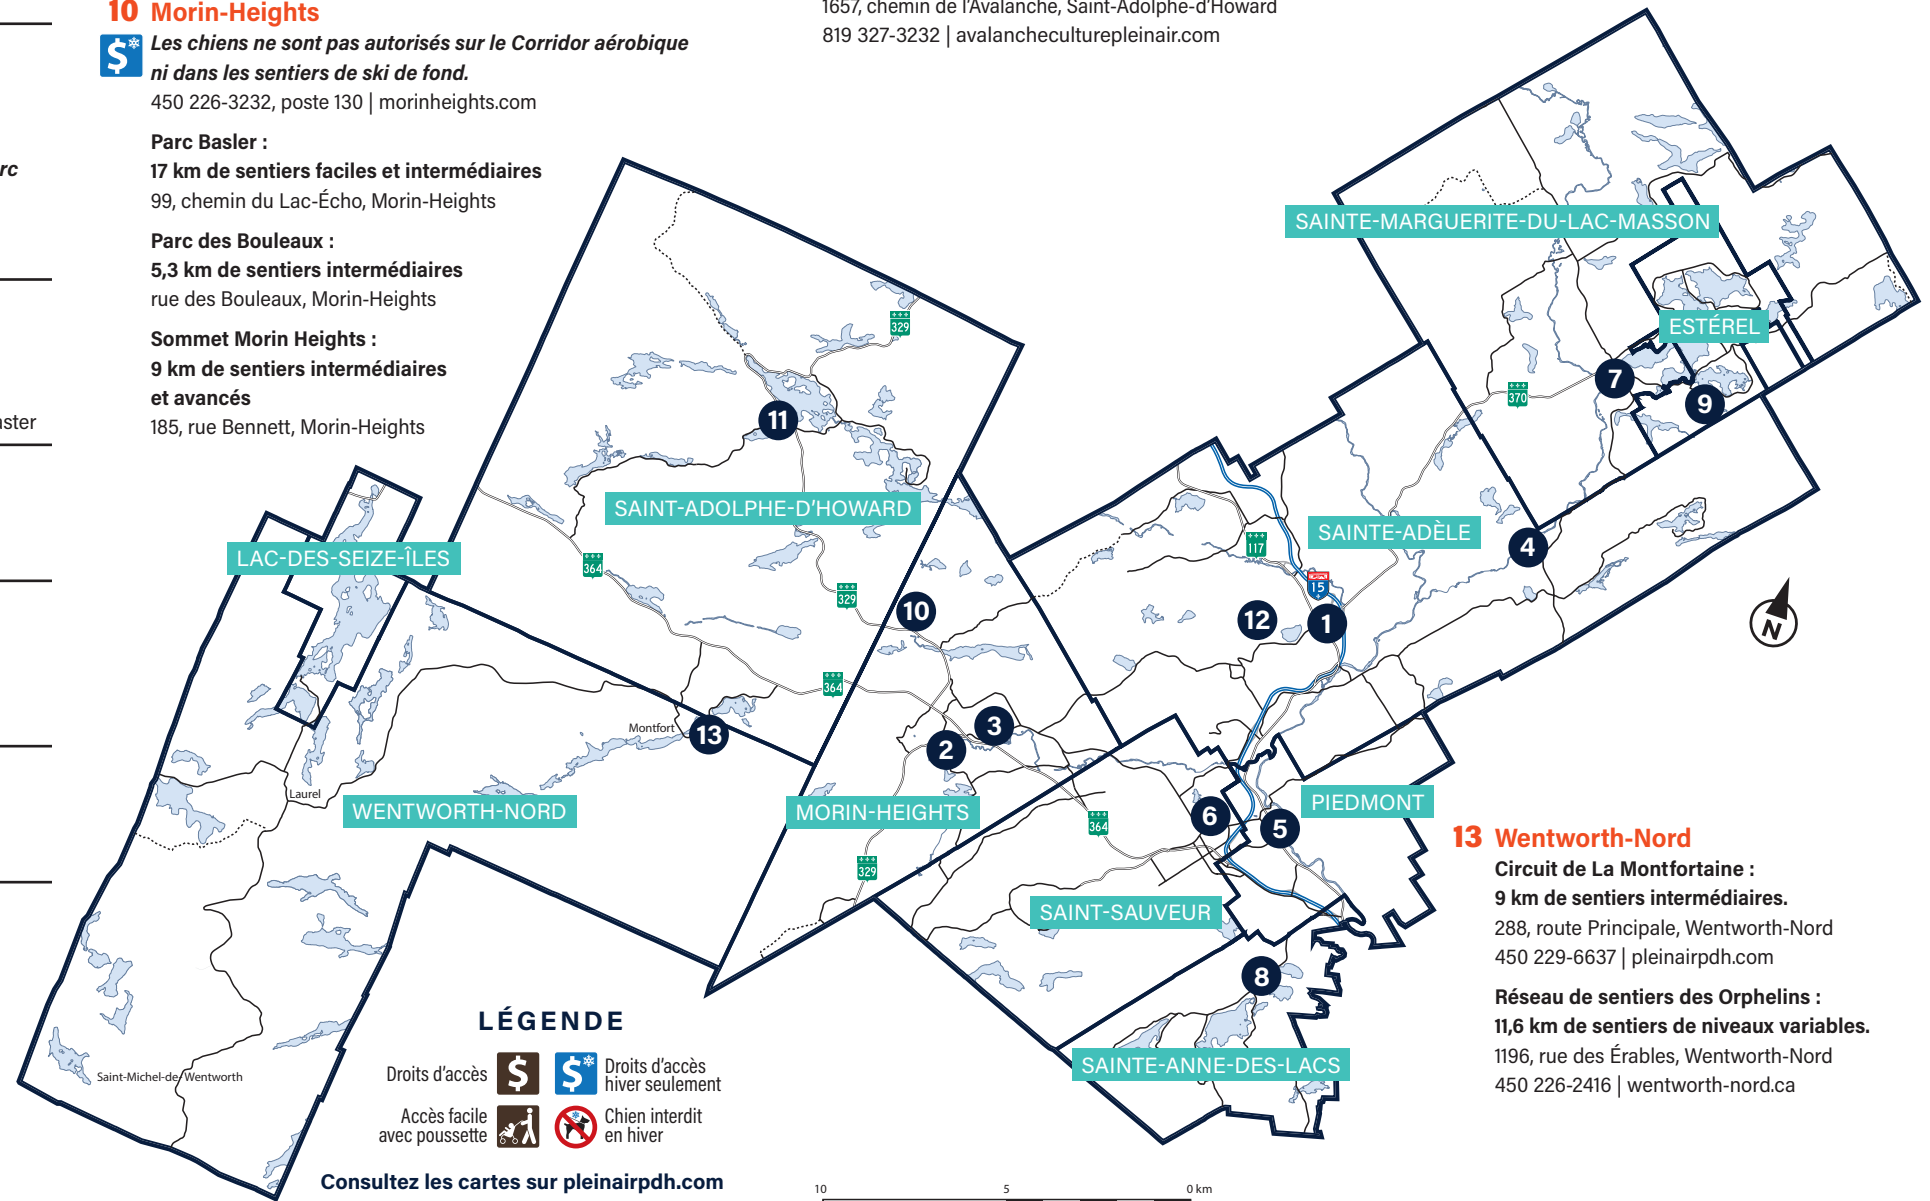 rc
aster
10 Morin-Heights
Les chiens ne sont pas autorisés sur le Corridor aérobique
ni dans les sentiers de ski de fond.
450 226-3232, poste 130 | morinheights.com
Parc Basler :
17 km de sentiers faciles et intermédiaires
99, chemin du Lac-Écho, Morin-Heights
Parc des Bouleaux :
5,3 km de sentiers intermédiaires
rue des Bouleaux, Morin-Heights
Sommet Morin Heights :
9 km de sentiers intermédiaires
et avancés
185, rue Bennett, Morin-Heights
1657, chemin de l'Avalanche, Saint-Adolphe-d'Howard
819 327-3232 | avalancheculturepleinair.com
SAINTE-MARGUERITE-DU-LAC-MASSON
329
ESTÉREL
7
370
9
11
SAINT-ADOLPHE-D'HOWARD
SAINTE-ADÈLE
117
4
LAC-DES-SEIZE-ÎLES
364
15
329
10
12
1
N
364
Montfort
13
3
2
Laurel
WENTWORTH-NORD
MORIN-HEIGHTS
PIEDMONT
6
5
364
329
SAINT-SAUVEUR
8
SAINTE-ANNE-DES-LACS
Saint-Michel-de-Wentworth
13 Wentworth-Nord
Circuit de La Montfortaine :
9 km de sentiers intermédiaires.
288, route Principale, Wentworth-Nord
450 229-6637 | pleinairpdh.com
Réseau de sentiers des Orphelins :
11,6 km de sentiers de niveaux variables.
1196, rue des Érables, Wentworth-Nord
450 226-2416 | wentworth-nord.ca
LÉGENDE
Droits d'accès
$
$
Droits d'accès
hiver seulement
Accès facile
avec poussette
Chien interdit
en hiver
Consultez les cartes sur pleinairpdh.com
10 5 0 km